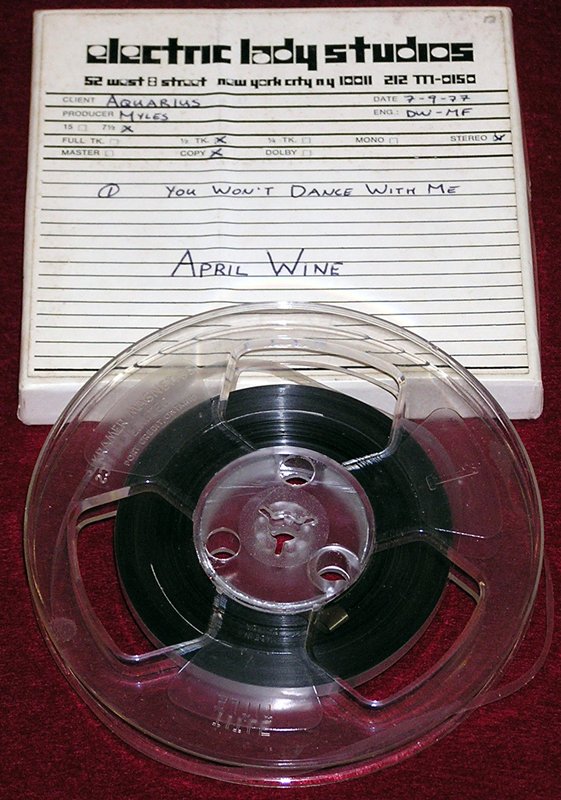 electric lady studios
52 west 8 street new york city ny 10011 212 777-0150
CLIENT AQUARIUS DATE 7-9-77
PRODUCER MYLES ENG: DW-MF
15 7½ X
FULL TK. ½ TK. X ¼ TK. MONO STEREO X
MASTER COPY X DOLBY
① YOU WON'T DANCE WITH ME
APRIL WINE